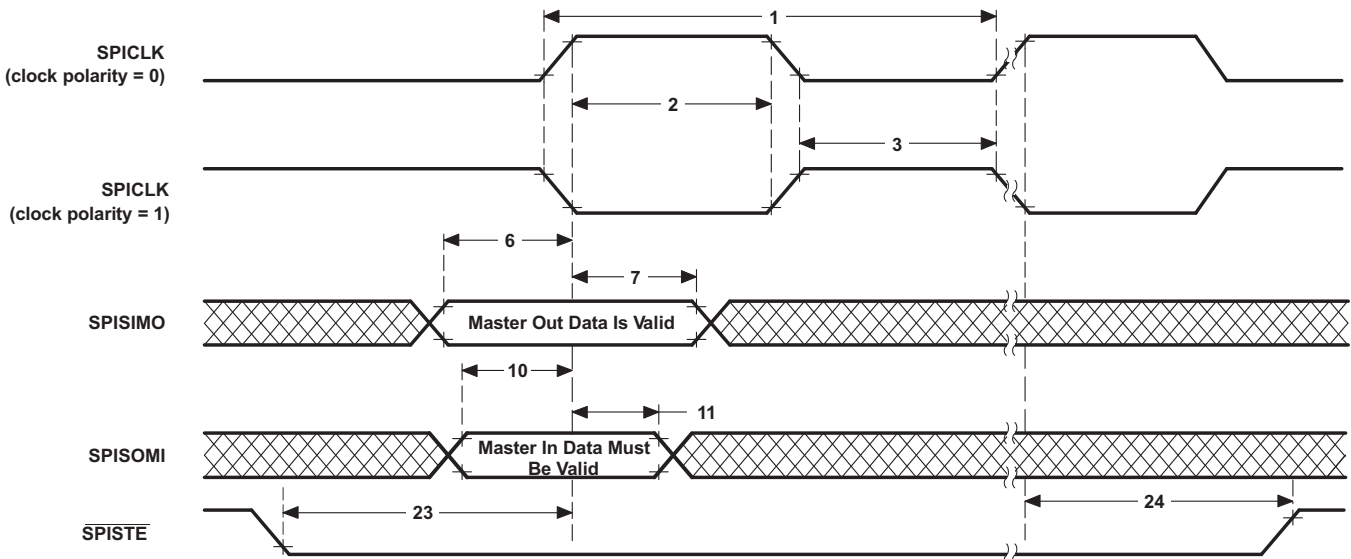 1
SPICLK
(clock polarity = 0)
2
3
SPICLK
(clock polarity = 1)
6
7
SPISIMO
Master Out Data Is Valid
10
11
SPISOMI
Master In Data Must
Be Valid
23
24
SPISTE